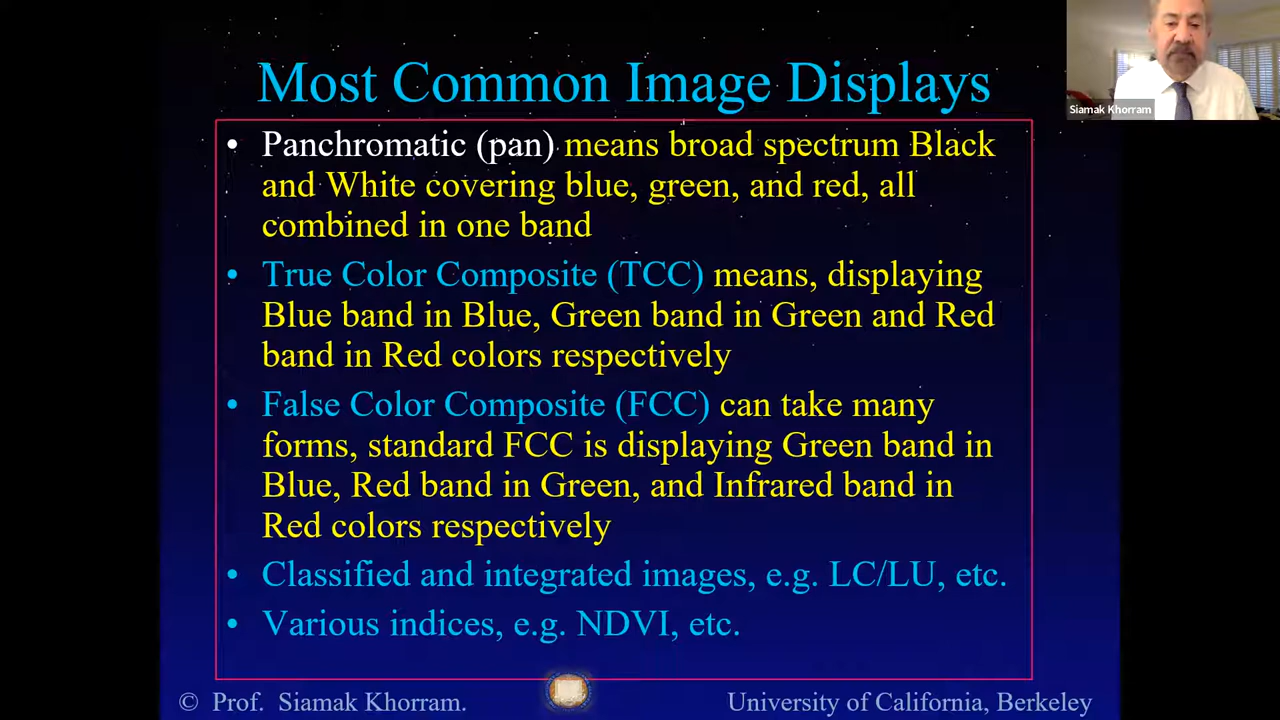 Most Common Image Displays
Siamak Khorram
• Panchromatic (pan) means broad spectrum Black
and White covering blue, green, and red, all
combined in one band
• True Color Composite (TCC) means, displaying
Blue band in Blue, Green band in Green and Red
band in Red colors respectively
• False Color Composite (FCC) can take many
forms, standard FCC is displaying Green band in
Blue, Red band in Green, and Infrared band in
Red colors respectively
• Classified and integrated images, e.g. LC/LU, etc.
• Various indices, e.g. NDVI, etc.
© Prof. Siamak Khorram.
University of California, Berkeley